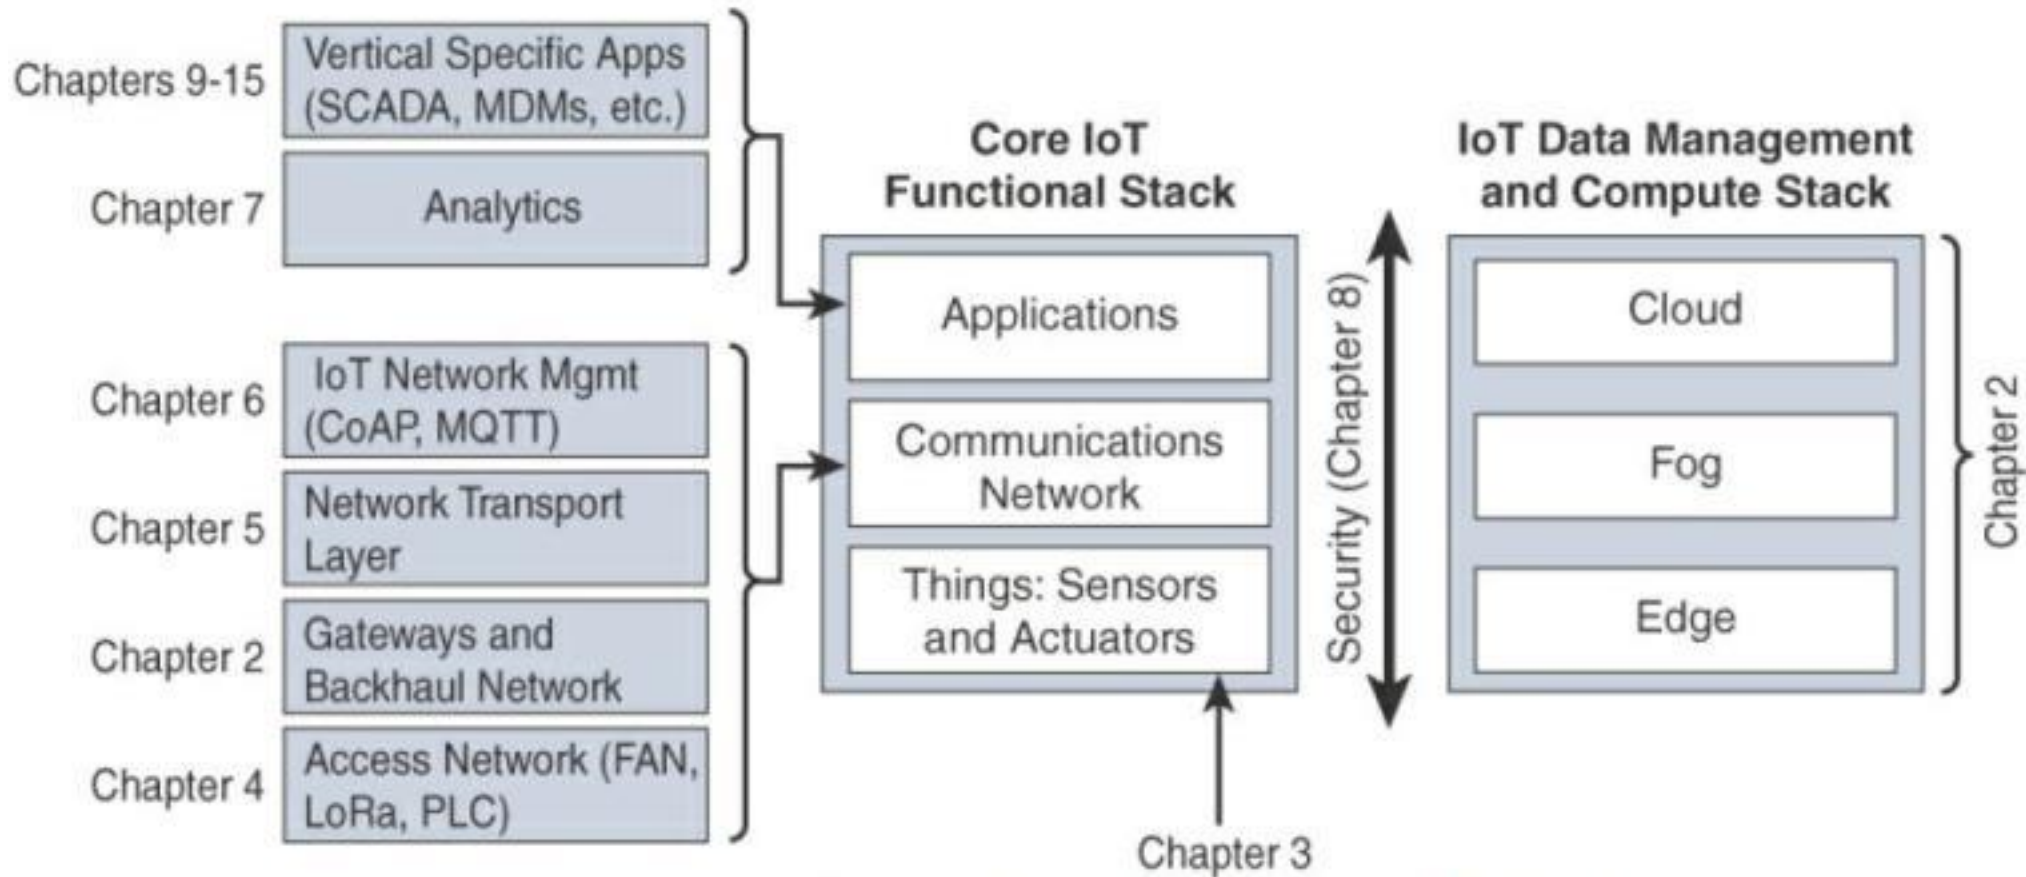 Chapters 9-15
Vertical Specific Apps
(SCADA, MDMs, etc.)
Chapter 7
Analytics
Chapter 6
IoT Network Mgmt
(CoAP, MQTT)
Chapter 5
Network Transport
Layer
Chapter 2
Gateways and
Backhaul Network
Chapter 4
Access Network (FAN,
LoRa, PLC)
Core IoT
Functional Stack
Applications
Communications
Network
Things: Sensors
and Actuators
Chapter 3
Security (Chapter 8)
IoT Data Management
and Compute Stack
Cloud
Fog
Edge
Chapter 2